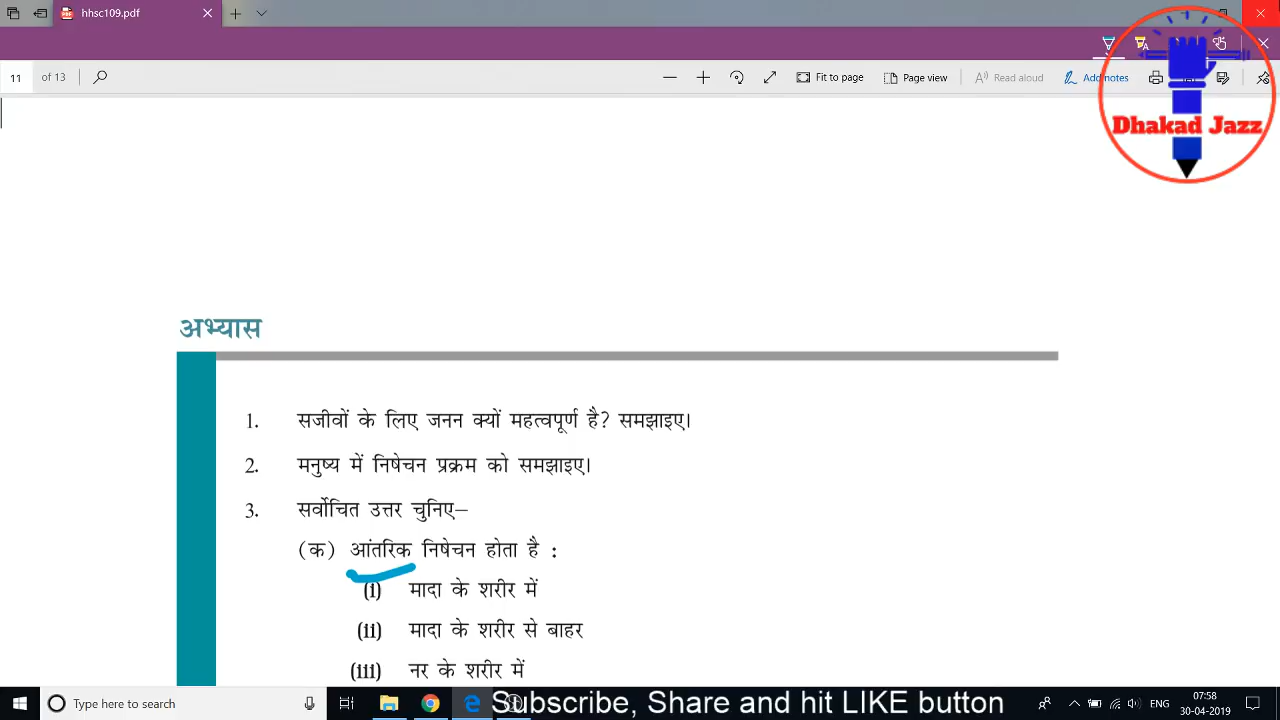 hhsc109.pdf
11 of 13
Fit to page
Page view
Read aloud
Add notes
Dhakad Jazz
अभ्यास
1. सजीवों के लिए जनन क्यों महत्वपूर्ण है? समझाइए।
2. मनुष्य में निषेचन प्रक्रम को समझाइए।
3. सर्वोचित उत्तर चुनिए–
(क) आंतरिक निषेचन होता है :
(i) मादा के शरीर में
(ii) मादा के शरीर से बाहर
(iii) नर के शरीर में
Type here to search
Subscribe, Share and hit LIKE button
ENG
07:58
30-04-2019